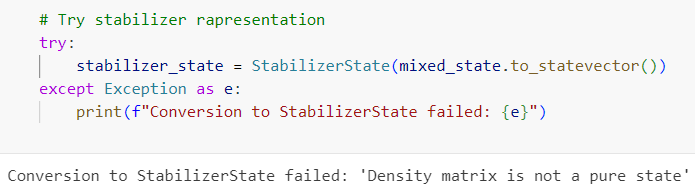 # Try stabilizer rapresentation
try:
    stabilizer_state = StabilizerState(mixed_state.to_statevector())
except Exception as e:
    print(f"Conversion to StabilizerState failed: {e}")
Conversion to StabilizerState failed: 'Density matrix is not a pure state'